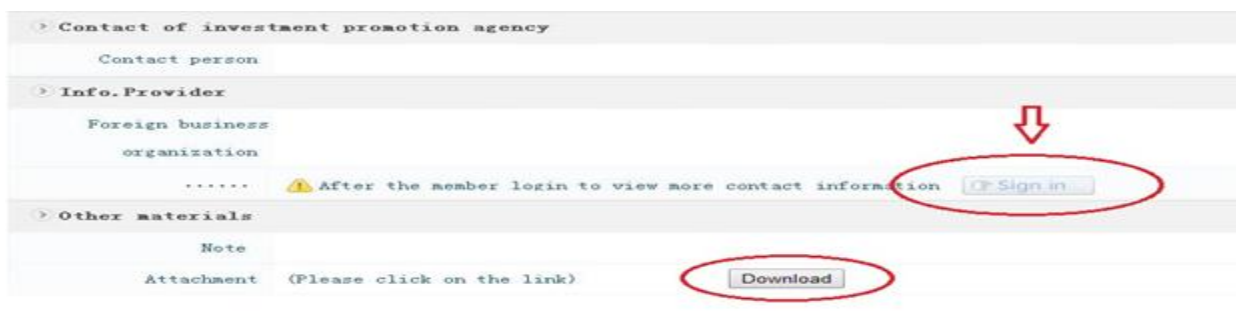 Contact of investment promotion agency
Contact person
Info.Provider
Foreign business
organization
...... After the member login to view more contact information Sign in
Other materials
Note
Attachment (Please click on the link) Download